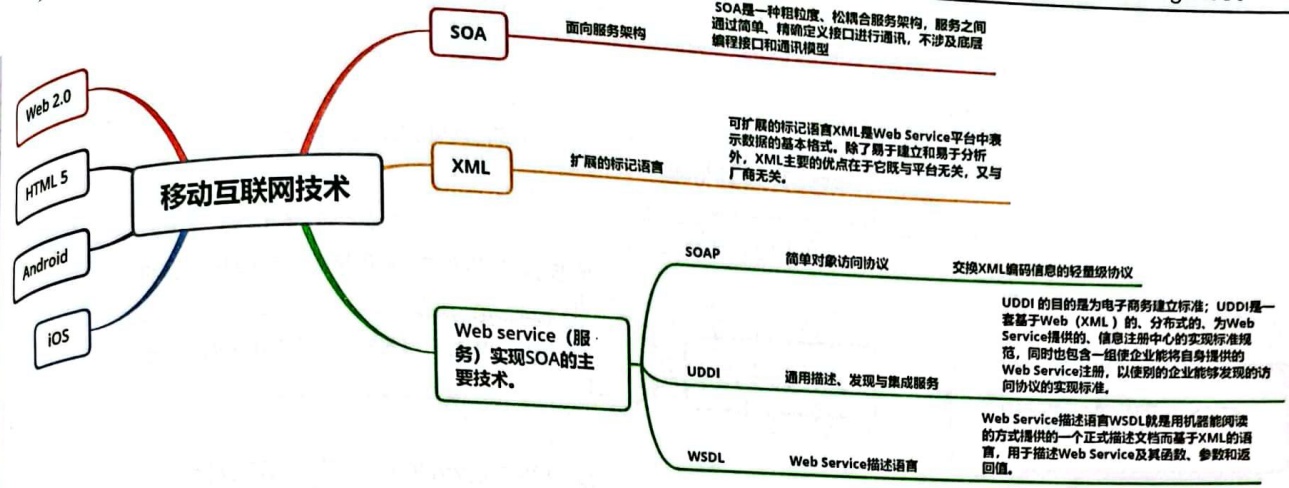 SOA
面向服务架构
SOA是一种粗粒度、松耦合服务架构，服务之间
通过简单、精确定义接口进行通讯，不涉及底层
编程接口和通讯模型
Web 2.0
HTML 5
Android
iOS
移动互联网技术
XML
扩展的标记语言
可扩展的标记语言XML是Web Service平台中表
示数据的基本格式。除了易于建立和易于分析
外，XML主要的优点在于它既与平台无关，又与
厂商无关。
Web service（服
务）实现SOA的主
要技术。
SOAP
简单对象访问协议
交换XML编码信息的轻量级协议
UDDI
通用描述、发现与集成服务
UDDI 的目的是为电子商务建立标准；UDDI是一
套基于Web（XML ）的、分布式的、为Web
Service提供的、信息注册中心的实现标准规
范，同时也包含一组使企业能将自身提供的
Web Service注册，以使别的企业能够发现的访
问协议的实现标准。
WSDL
Web Service描述语言
Web Service描述语言WSDL就是用机器能阅读
的方式提供的一个正式描述文档而基于XML的语
言，用于描述Web Service及其函数、参数和返
回值。